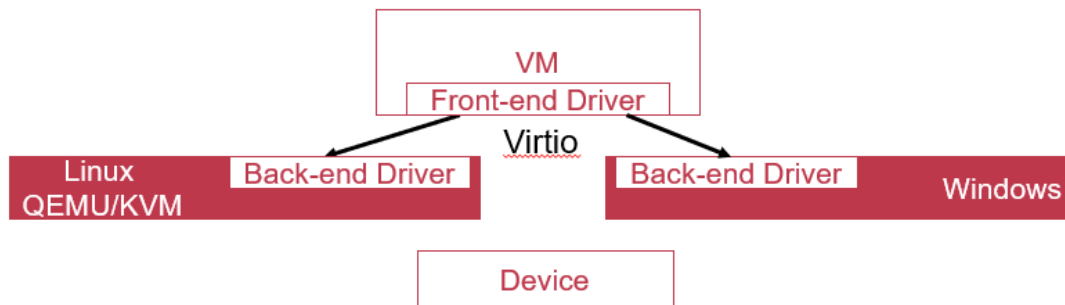 VM
Front-end Driver
Virtio
Linux
QEMU/KVM
Back-end Driver
Back-end Driver
Windows
Device